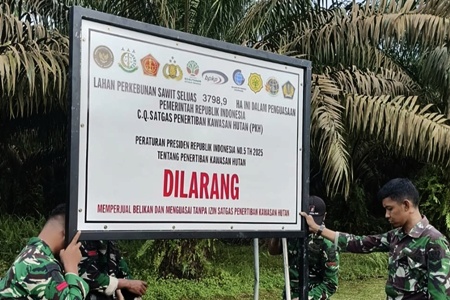 bpkp
LAHAN PERKEBUNAN SAWIT SELUAS 3798,9 HA INI DALAM PENGUASAAN
PEMERINTAH REPUBLIK INDONESIA
C.Q.SATGAS PENERTIBAN KAWASAN HUTAN (PKH)
PERATURAN PRESIDEN REPUBLIK INDONESIA NO.5 TH 2025
TENTANG PENERTIBAN KAWASAN HUTAN
DILARANG
MEMPERJUAL BELIKAN DAN MENGUASAI TANPA IZIN SATGAS PENERTIBAN KAWASAN HUTAN